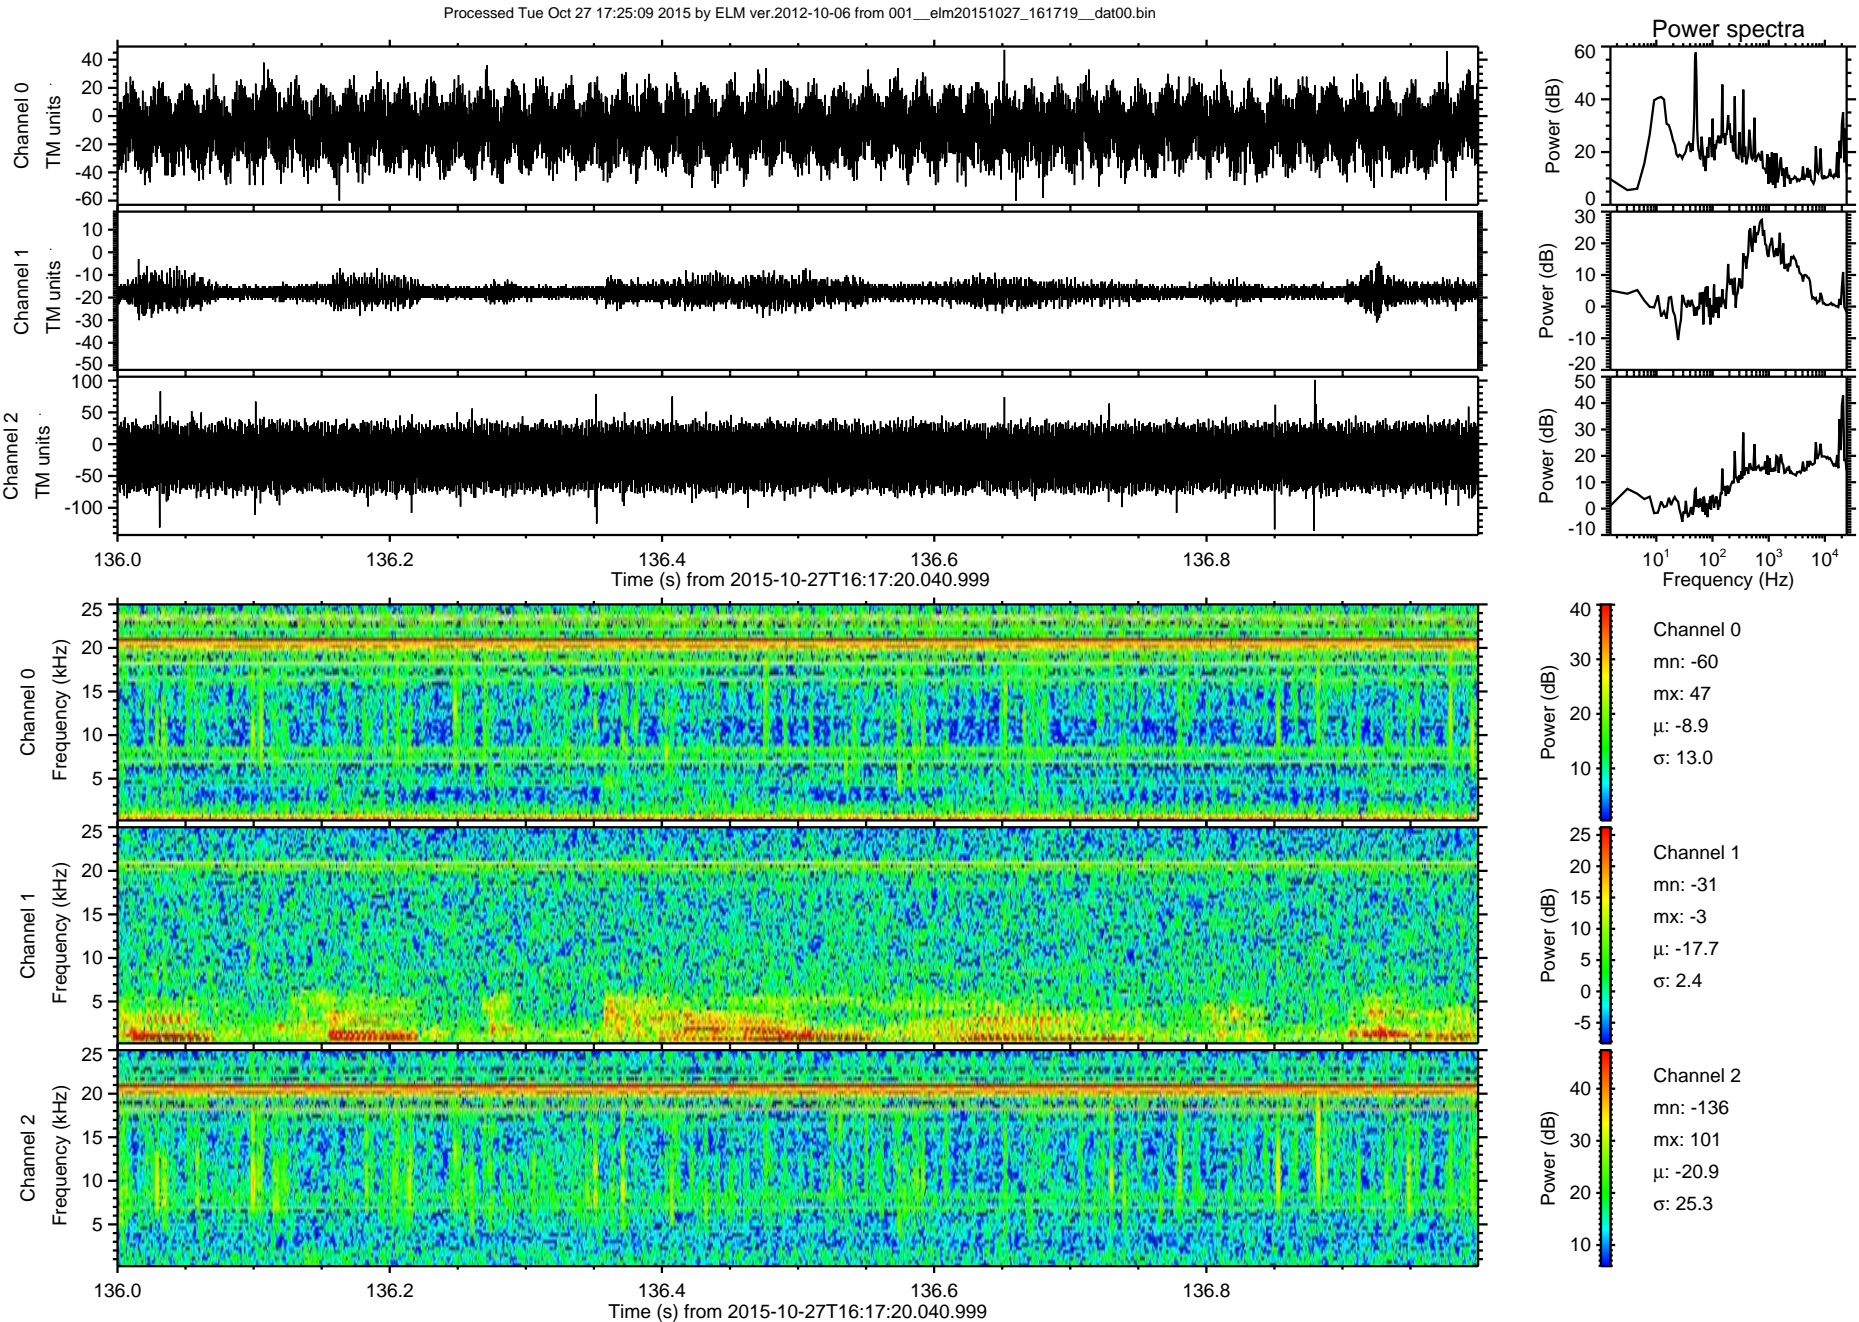 Processed Tue Oct 27 17:25:09 2015 by ELM ver.2012-10-06 from 001__elm20151027_161719__dat00.bin
Power spectra
Channel 0
TM units
40
20
0
-20
-40
-60
Power (dB)
60
40
20
0
Channel 1
TM units
10
0
-10
-20
-30
-40
-50
Power (dB)
30
20
10
0
-10
-20
Channel 2
TM units
100
50
0
-50
-100
Power (dB)
50
40
30
20
10
0
-10
136.0 136.2 136.4 136.6 136.8
Time (s) from 2015-10-27T16:17:20.040.999
10^1 10^2 10^3 10^4
Frequency (Hz)
Channel 0
Frequency (kHz)
25
20
15
10
5
Power (dB)
40
30
20
10
Channel 0
mn: -60
mx: 47
μ: -8.9
σ: 13.0
Channel 1
Frequency (kHz)
25
20
15
10
5
Power (dB)
25
20
15
10
5
0
-5
Channel 1
mn: -31
mx: -3
μ: -17.7
σ: 2.4
Channel 2
Frequency (kHz)
25
20
15
10
5
Power (dB)
40
30
20
10
Channel 2
mn: -136
mx: 101
μ: -20.9
σ: 25.3
136.0 136.2 136.4 136.6 136.8
Time (s) from 2015-10-27T16:17:20.040.999